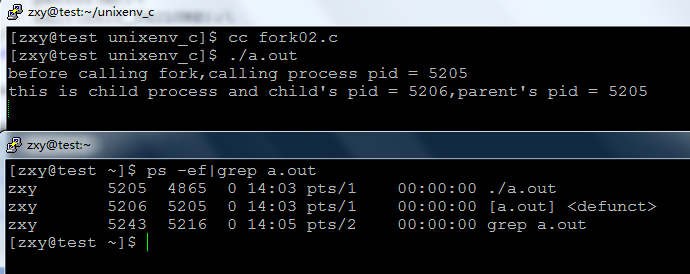 zxy@test:~/unixenv_c
[zxy@test unixenv_c]$ cc fork02.c
[zxy@test unixenv_c]$ ./a.out
before calling fork,calling process pid = 5205
this is child process and child's pid = 5206,parent's pid = 5205
zxy@test:~
[zxy@test ~]$ ps -ef|grep a.out
zxy 5205 4865 0 14:03 pts/1 00:00:00 ./a.out
zxy 5206 5205 0 14:03 pts/1 00:00:00 [a.out] <defunct>
zxy 5243 5216 0 14:05 pts/2 00:00:00 grep a.out
[zxy@test ~]$